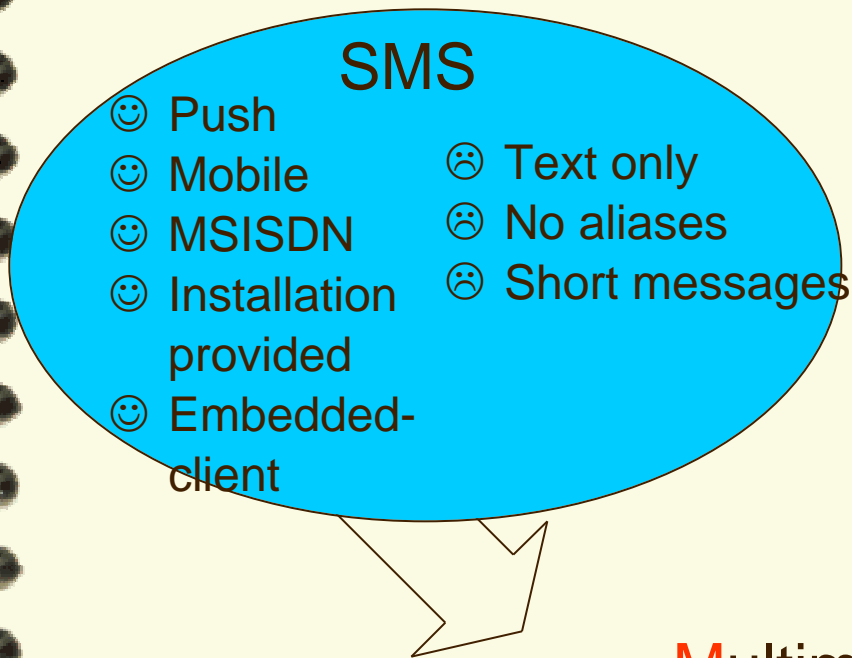 SMS
☺ Push
☺ Mobile
☺ MSISDN
☺ Installation
provided
☺ Embedded-
client
☹ Text only
☹ No aliases
☹ Short messages